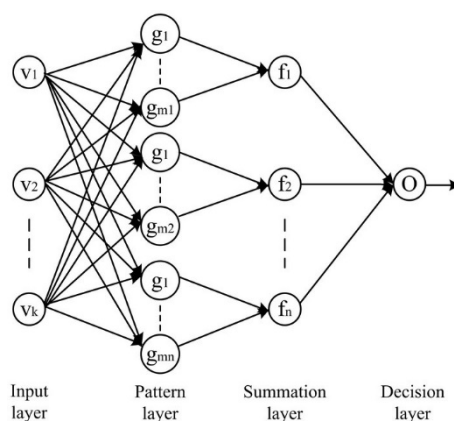 g1
v1
f1
gm1
g1
v2
f2
O
gm2
g1
vk
fn
gmn
Input layer
Pattern layer
Summation layer
Decision layer